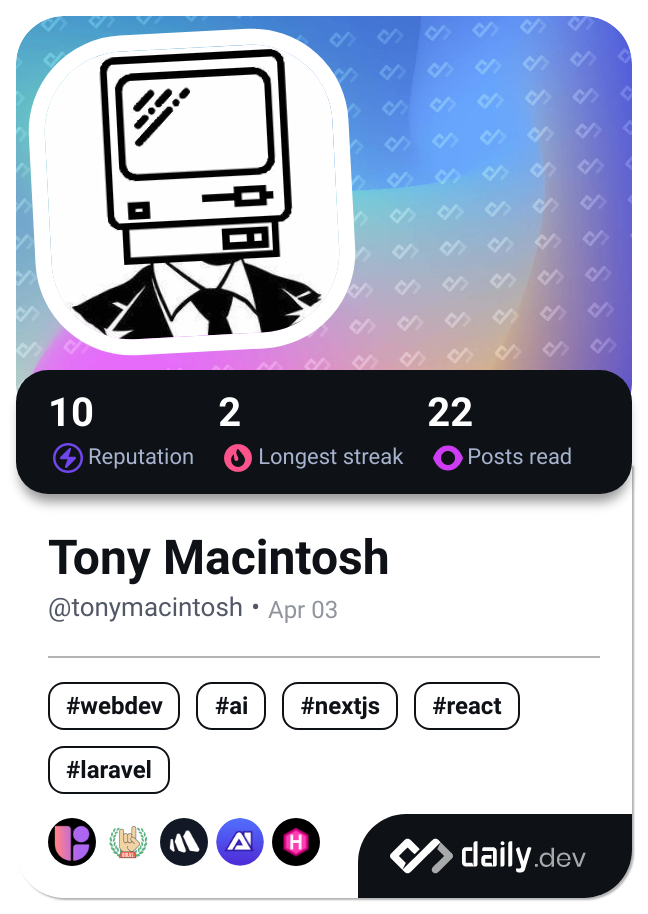 10 2 22
Reputation Longest streak Posts read
Tony Macintosh
@tonymacintosh • Apr 03
#webdev #ai #nextjs #react
#laravel
daily.dev